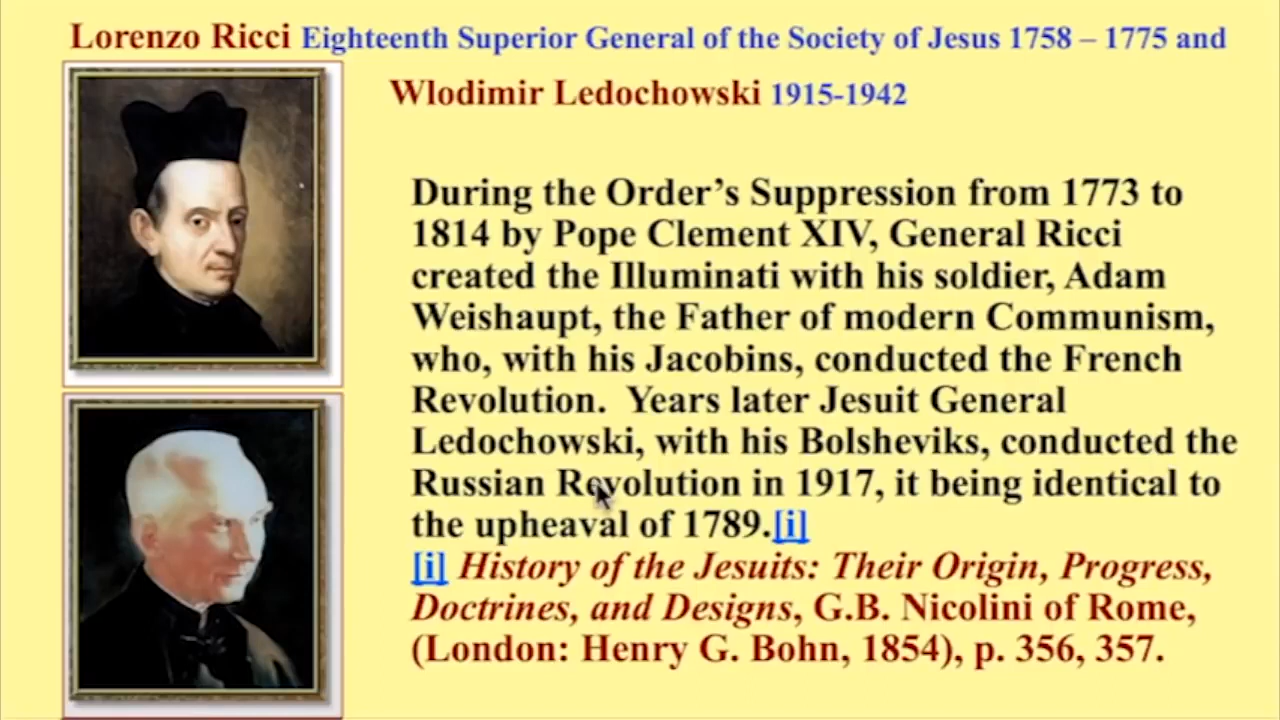 Lorenzo Ricci Eighteenth Superior General of the Society of Jesus 1758 – 1775 and
Wlodimir Ledochowski 1915-1942
During the Order’s Suppression from 1773 to
1814 by Pope Clement XIV, General Ricci
created the Illuminati with his soldier, Adam
Weishaupt, the Father of modern Communism,
who, with his Jacobins, conducted the French
Revolution.  Years later Jesuit General
Ledochowski, with his Bolsheviks, conducted the
Russian Revolution in 1917, it being identical to
the upheaval of 1789.[i]
[i] History of the Jesuits: Their Origin, Progress,
Doctrines, and Designs, G.B. Nicolini of Rome,
(London: Henry G. Bohn, 1854), p. 356, 357.